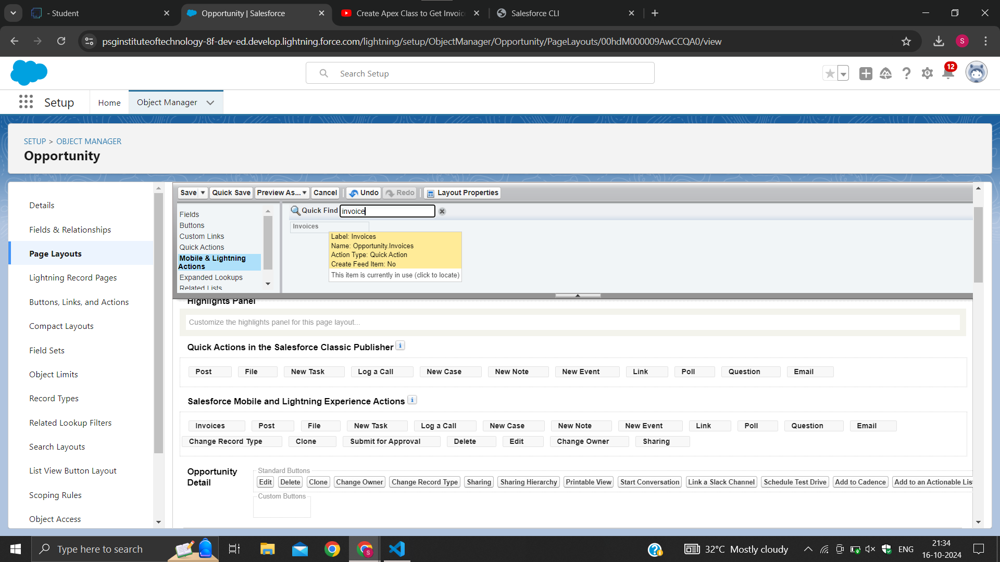 - Student
Opportunity | Salesforce
Create Apex Class to Get Invoic
Salesforce CLI
psginstituteoftechnology-8f-dev-ed.develop.lightning.force.com/lightning/setup/ObjectManager/Opportunity/PageLayouts/00hdM000009AwCCQA0/view
S
Search Setup
12
Setup
Home
Object Manager
SETUP > OBJECT MANAGER
Opportunity
Details
Fields & Relationships
Page Layouts
Lightning Record Pages
Buttons, Links, and Actions
Compact Layouts
Field Sets
Object Limits
Record Types
Related Lookup Filters
Search Layouts
List View Button Layout
Scoping Rules
Object Access
Save
Quick Save
Preview As...
Cancel
Undo
Redo
Layout Properties
Fields
Buttons
Custom Links
Quick Actions
Mobile & Lightning
Actions
Expanded Lookups
Related Lists
Quick Find invoice
Invoices
Label: Invoices
Name: Opportunity.Invoices
Action Type: Quick Action
Create Feed Item: No
This item is currently in use (click to locate)
Highlights Panel
Customize the highlights panel for this page layout...
Quick Actions in the Salesforce Classic Publisher
Post File New Task Log a Call New Case New Note New Event Link Poll Question Email
Salesforce Mobile and Lightning Experience Actions
Invoices Post File New Task Log a Call New Case New Note New Event Link Poll Question Email
Change Record Type Clone Submit for Approval Delete Edit Change Owner Sharing
Opportunity
Detail
Standard Buttons
Edit Delete Clone Change Owner Change Record Type Sharing Sharing Hierarchy Printable View Start Conversation Link a Slack Channel Schedule Test Drive Add to Cadence Add to an Actionable Lis
Custom Buttons
Type here to search
S
32°C Mostly cloudy
ENG
21:34
16-10-2024